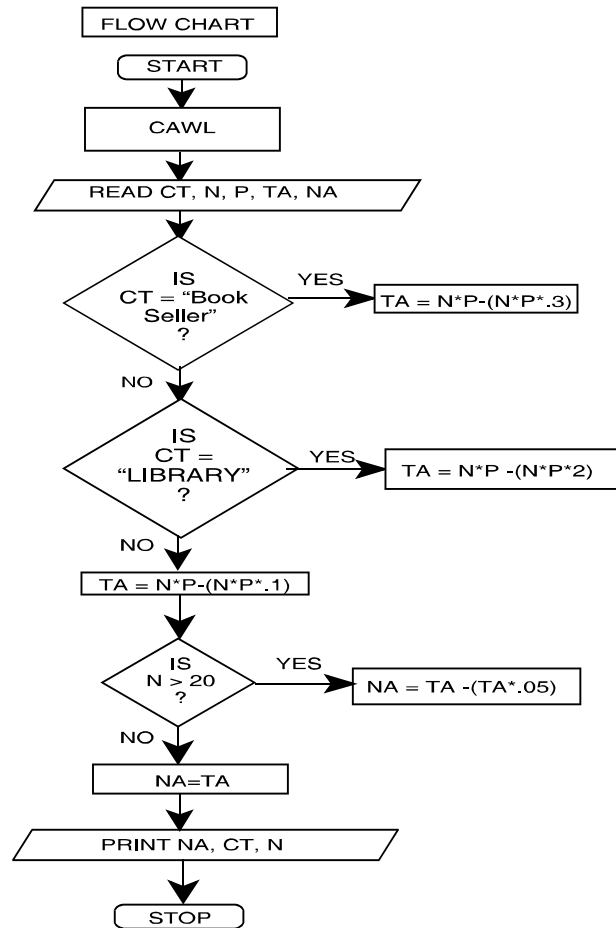 FLOW CHART
START
CAWL
READ CT, N, P, TA, NA
IS
CT = “Book
Seller”
?
YES
TA = N*P-(N*P*.3)
NO
IS
CT =
“LIBRARY”
?
YES
TA = N*P -(N*P*2)
NO
TA = N*P-(N*P*.1)
IS
N > 20
?
YES
NA = TA -(TA*.05)
NO
NA=TA
PRINT NA, CT, N
STOP